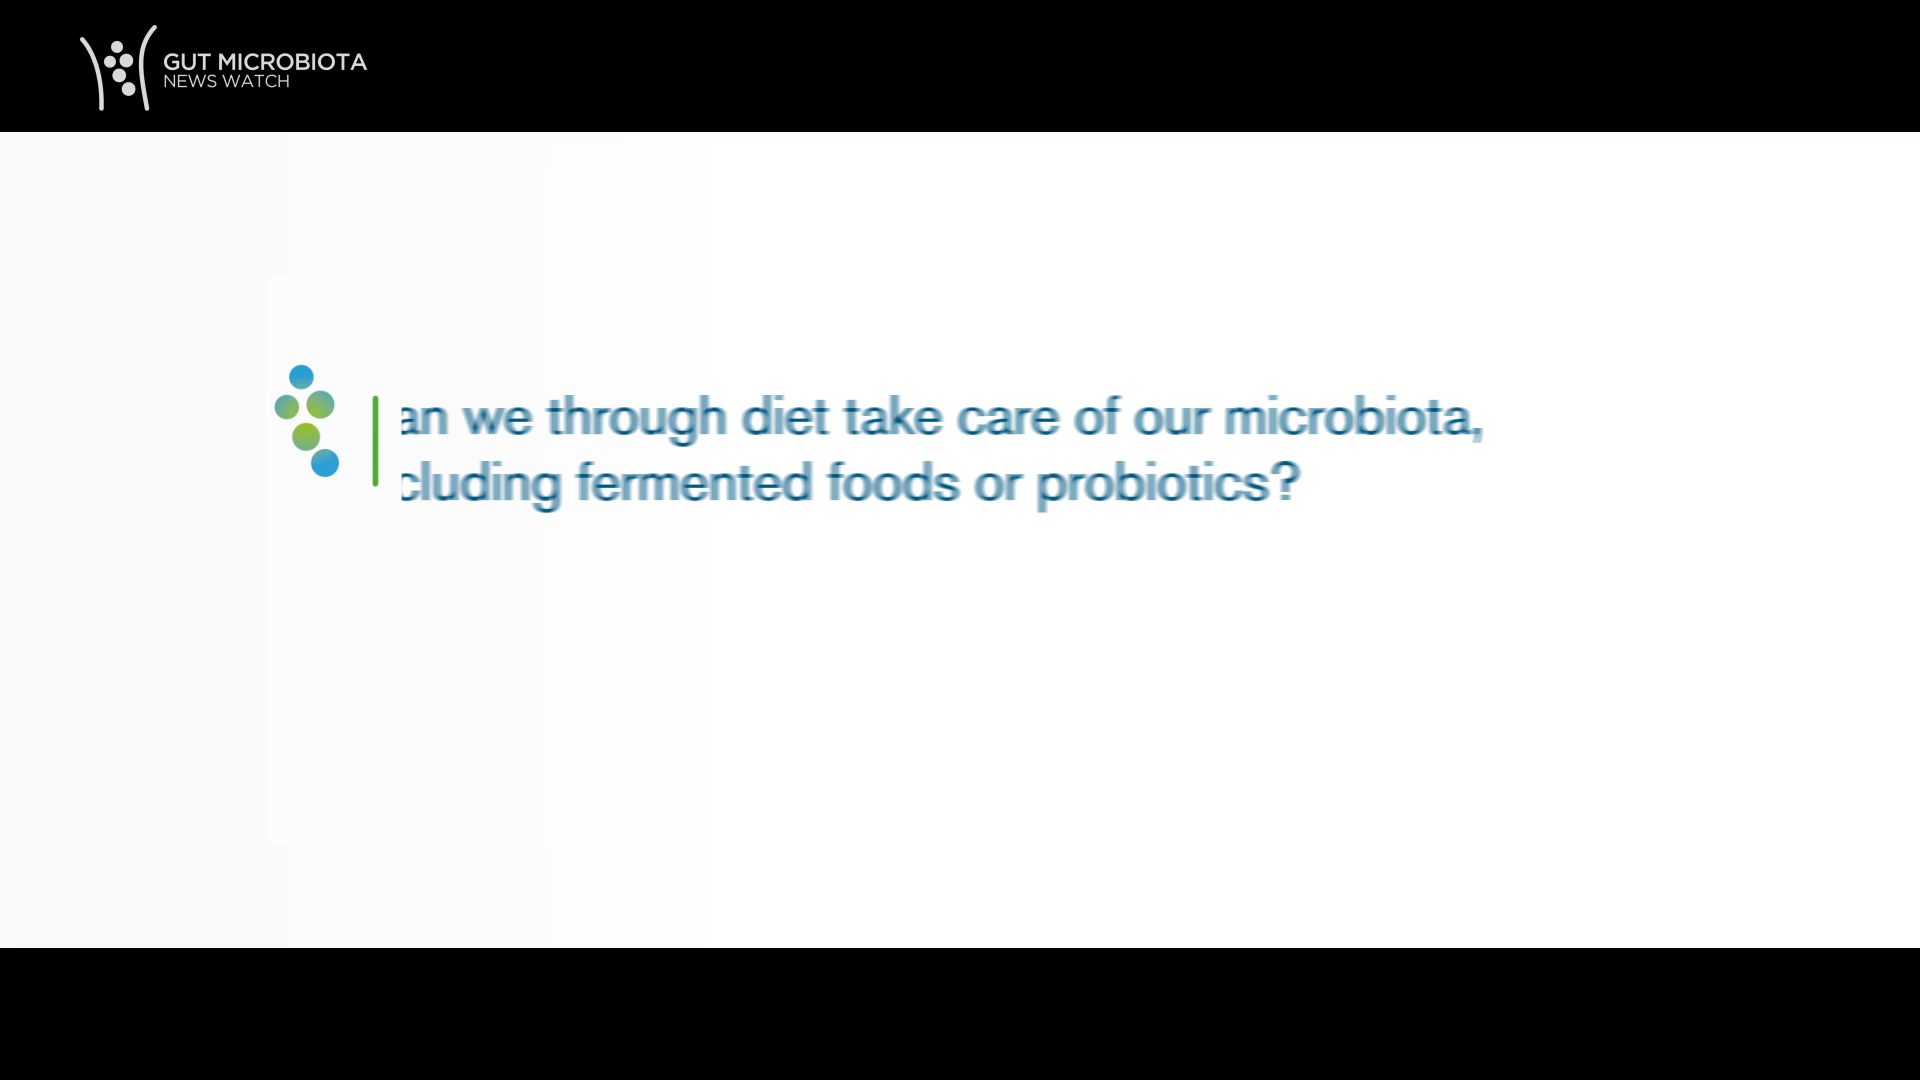 GUT MICROBIOTA
NEWS WATCH
an we through diet take care of our microbiota,
cluding fermented foods or probiotics?